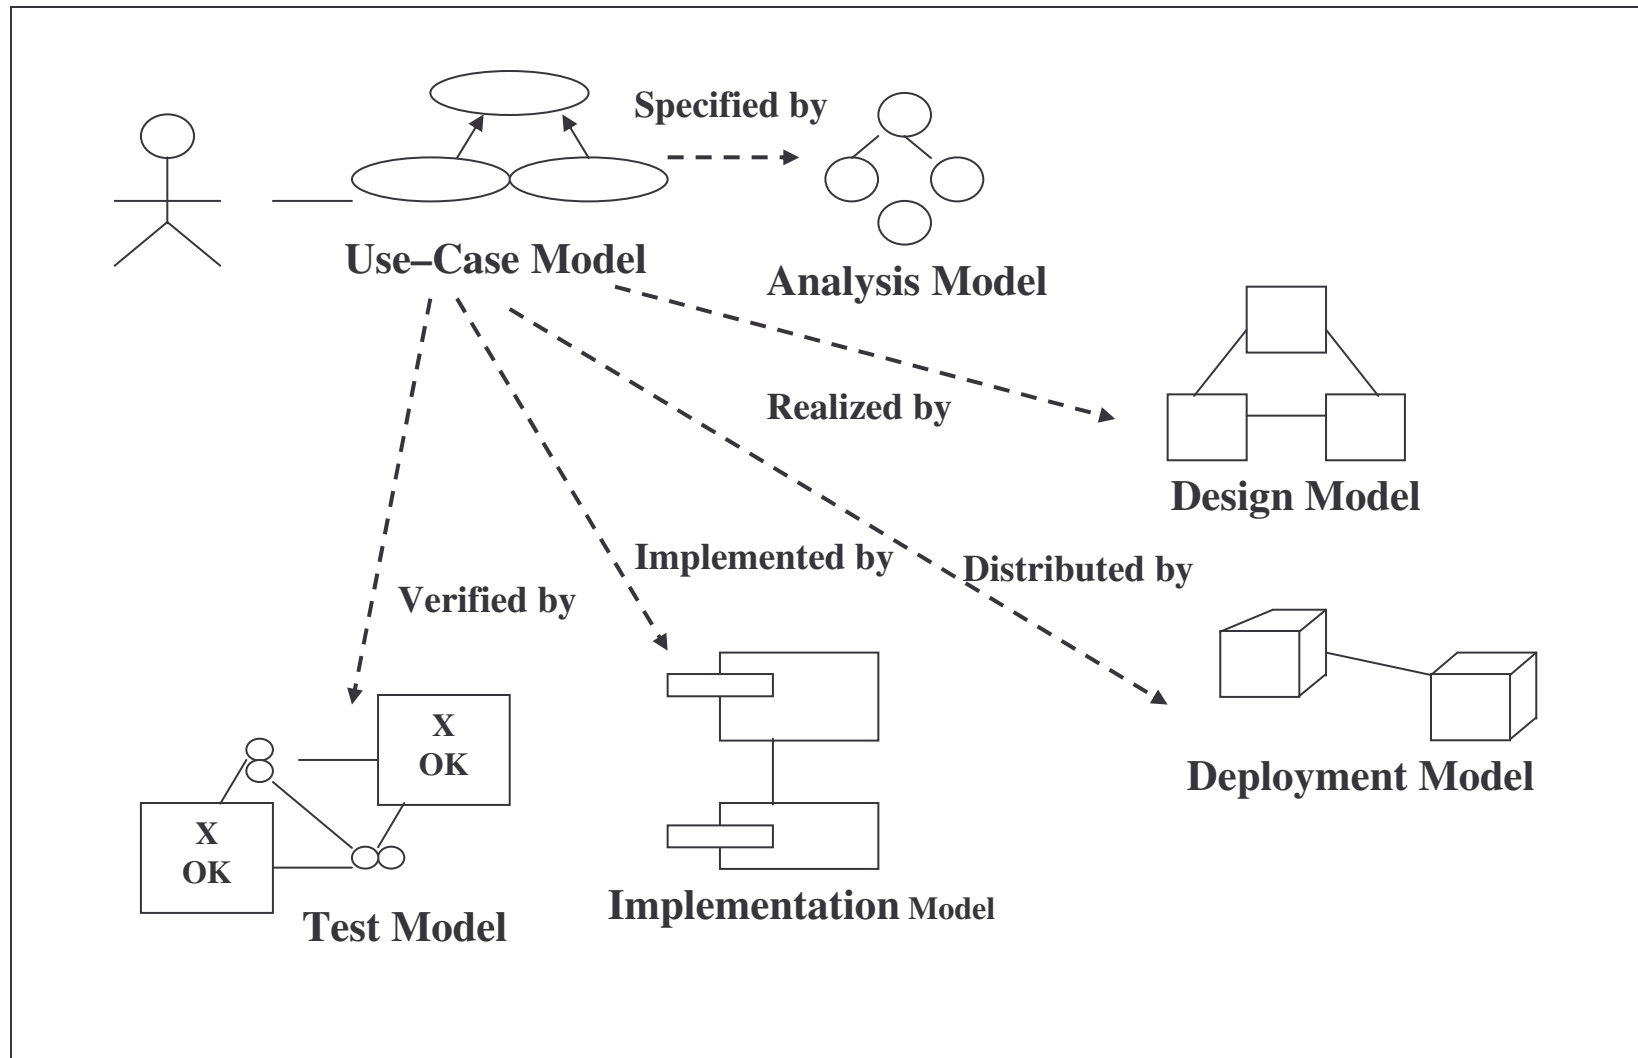 Specified by
Use–Case Model
Analysis Model
Realized by
Design Model
Implemented by
Distributed by
Verified by
X
OK
Deployment Model
X
OK
Implementation Model
Test Model